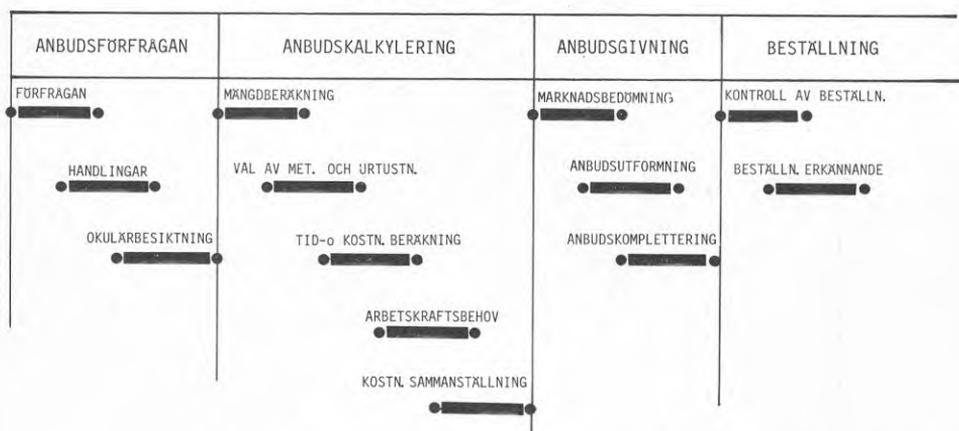 ANBUDSFÖRFRÅGAN
ANBUDSKALKYLERING
ANBUDSGIVNING
BESTÄLLNING
FÖRFRÅGAN
HANDLINGAR
OKULÄRBESIKTNING
MÄNGDBERÄKNING
VAL AV MET. OCH URTUSTN.
TID-o KOSTN. BERÄKNING
ARBETSKRAFTSBEHOV
KOSTN. SAMMANSTÄLLNING
MARKNADSBEDÖMNING
ANBUDSUTFORMNING
ANBUDSKOMPLETTERING
KONTROLL AV BESTÄLLN.
BESTÄLLN. ERKÄNNANDE